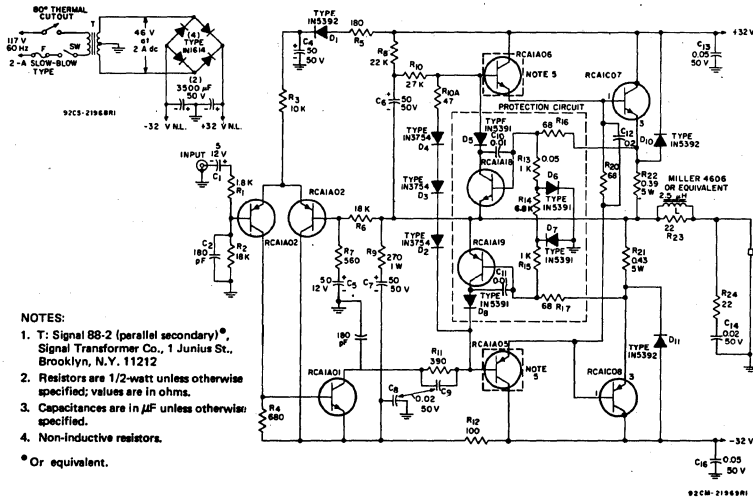 80° THERMAL
CUTOUT
117 V
60 Hz
F
SW
2-A SLOW-BLOW
TYPE
T
46 V
at
2 A dc
(4)
TYPE
IN1614
(2)
3500 μF
50 V
-32 V N.L.
+32 V N.L.
92CS-21968R1
TYPE
IN5392
D1
C4
50
50 V
180
R5
R3
10 K
R8
22 K
C6
50
50V
R10
27 K
R10A
47
TYPE
IN3754
D4
TYPE
IN3754
D3
TYPE
IN3754
D2
RCA1A06
NOTE 5
PROTECTION CIRCUIT
TYPE
IN5391
D5
C10
0.01
68 R16
RCA1A18
R13
1 K
0.05
D6
TYPE
IN5391
R14
6.8 K
D7
TYPE
IN5391
1 K
R15
RCA1A19
C11
0.01
68 R17
TYPE
IN5391
D8
RCA1C07
1
3
+32V
C13
0.05
50 V
C12
0.2
D10
TYPE
IN5392
R20
68
R22
0.39
5W
MILLER 4606
OR EQUIVALENT
2.5 μH
L
22
R23
R21
0.43
5W
R24
22
C14
0.02
50V
TYPE
IN5392
D11
INPUT
5
12 V
C1
1.8K
R1
RCA1A02
RCA1A02
C2
180
pF
R2
18K
18 K
R6
R7
560
50
12 V
C5
R9
270
1 W
C7
50
50 V
180
pF
RCA1A01
R11
390
C8
0.02
50V
C9
R4
680
R12
100
RCA1A05
NOTE
5
RCA1C08
1
3
-32 V
C16
0.05
50 V
92CM-21969R1
NOTES:
1. T: Signal 88-2 (parallel secondary)●,
Signal Transformer Co., 1 Junius St.,
Brooklyn, N.Y. 11212
2. Resistors are 1/2-watt unless otherwise
specified; values are in ohms.
3. Capacitances are in μF unless otherwise
specified.
4. Non-inductive resistors.
● Or equivalent.